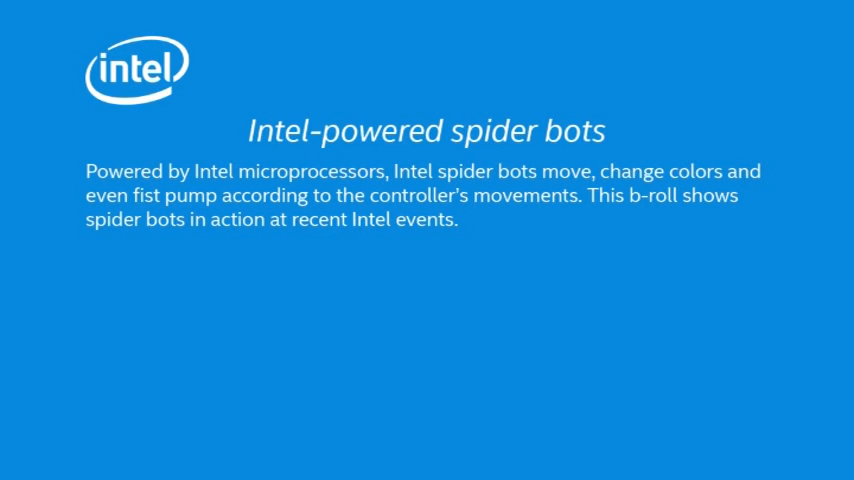 intel
Intel-powered spider bots
Powered by Intel microprocessors, Intel spider bots move, change colors and
even fist pump according to the controller's movements. This b-roll shows
spider bots in action at recent Intel events.